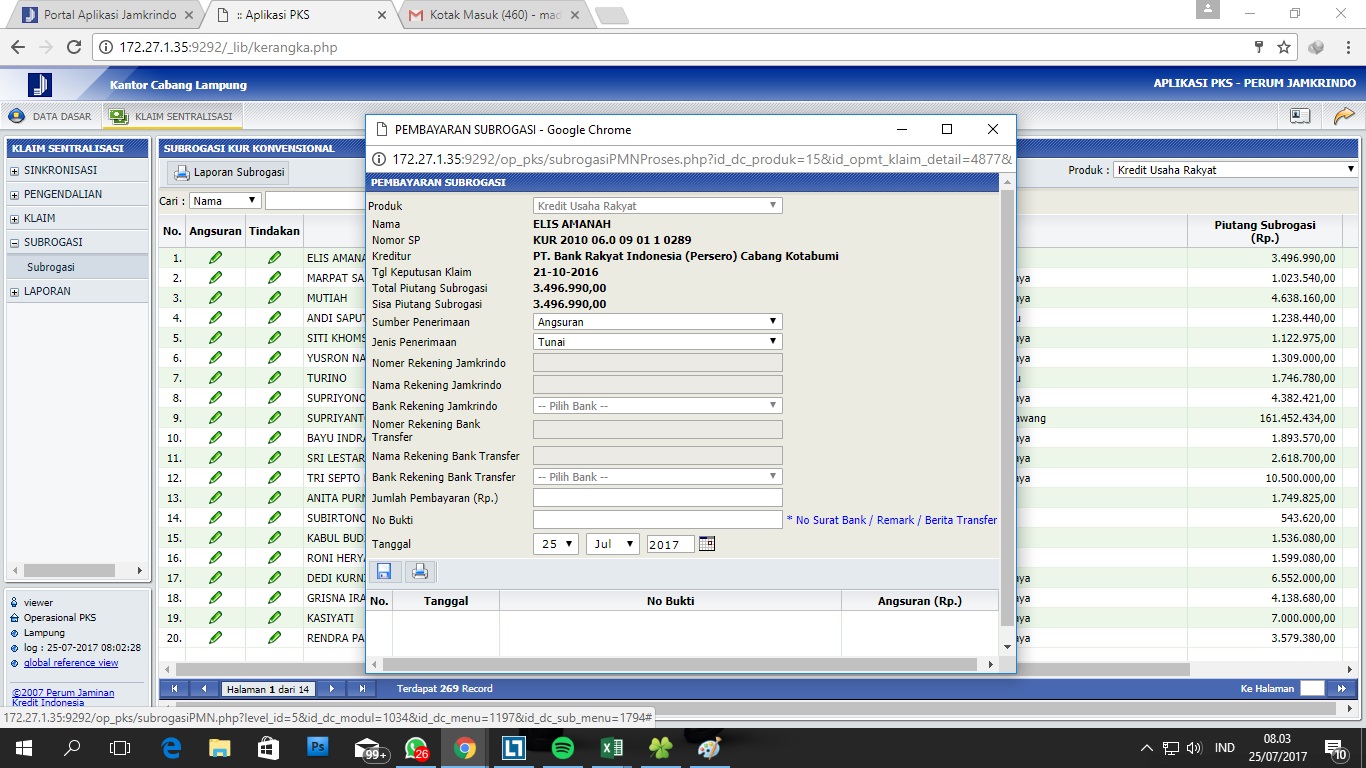 Portal Aplikasi Jamkrindo
:: Aplikasi PKS
Kotak Masuk (460) - mad
172.27.1.35:9292/_lib/kerangka.php
Kantor Cabang Lampung
APLIKASI PKS - PERUM JAMKRINDO
DATA DASAR
KLAIM SENTRALISASI
KLAIM SENTRALISASI
SINKRONISASI
PENGENDALIAN
KLAIM
SUBROGASI
Subrogasi
LAPORAN
viewer
Operasional PKS
Lampung
log : 25-07-2017 08:02:28
global reference view
©2007 Perum Jaminan
Kredit Indonesia
SUBROGASI KUR KONVENSIONAL
Laporan Subrogasi
Produk : Kredit Usaha Rakyat
Cari : Nama
No. Angsuran Tindakan Piutang Subrogasi
(Rp.)
1. ELIS AMANA 3.496.990,00
2. MARPAT SA aya 1.023.540,00
3. MUTIAH aya 4.638.160,00
4. ANDI SAPUT u 1.238.440,00
5. SITI KHOMS aya 1.122.975,00
6. YUSRON NA aya 1.309.000,00
7. TURINO u 1.746.780,00
8. SUPRIYONO aya 4.382.421,00
9. SUPRIYANT awang 161.452.434,00
10. BAYU INDRA aya 1.893.570,00
11. SRI LESTAR aya 2.618.700,00
12. TRI SEPTO aya 10.500.000,00
13. ANITA PURN 1.749.825,00
14. SUBIRTONO 543.620,00
15. KABUL BUD 1.536.080,00
16. RONI HERYA 1.599.080,00
17. DEDI KURN aya 6.552.000,00
18. GRISNA IRA aya 4.138.680,00
19. KASIYATI aya 7.000.000,00
20. RENDRA PA aya 3.579.380,00
Halaman 1 dari 14
Terdapat 269 Record
Ke Halaman
PEMBAYARAN SUBROGASI - Google Chrome
172.27.1.35:9292/op_pks/subrogasiPMNProses.php?id_dc_produk=15&id_opmt_klaim_detail=4877&
PEMBAYARAN SUBROGASI
Produk Kredit Usaha Rakyat
Nama ELIS AMANAH
Nomor SP KUR 2010 06.0 09 01 1 0289
Kreditur PT. Bank Rakyat Indonesia (Persero) Cabang Kotabumi
Tgl Keputusan Klaim 21-10-2016
Total Piutang Subrogasi 3.496.990,00
Sisa Piutang Subrogasi 3.496.990,00
Sumber Penerimaan Angsuran
Jenis Penerimaan Tunai
Nomer Rekening Jamkrindo
Nama Rekening Jamkrindo
Bank Rekening Jamkrindo -- Pilih Bank --
Nomer Rekening Bank
Transfer
Nama Rekening Bank Transfer
Bank Rekening Bank Transfer -- Pilih Bank --
Jumlah Pembayaran (Rp.)
No Bukti * No Surat Bank / Remark / Berita Transfer
Tanggal 25 Jul 2017
No. Tanggal No Bukti Angsuran (Rp.)
172.27.1.35:9292/op_pks/subrogasiPMN.php?level_id=5&id_dc_modul=1034&id_dc_menu=1197&id_dc_sub_menu=1794#
Ps
99+
26
IND
08.03
25/07/2017
10